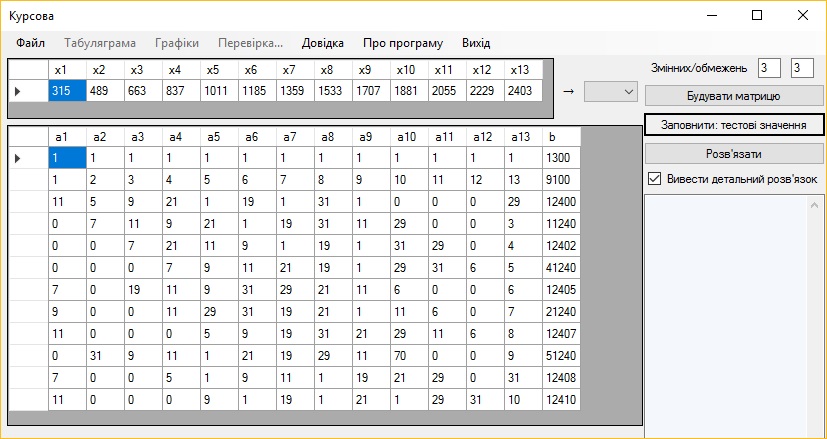 Курсова
Файл Табуляграма Графіки Перевірка... Довідка Про програму Вихід
x1 x2 x3 x4 x5 x6 x7 x8 x9 x10 x11 x12 x13
315 489 663 837 1011 1185 1359 1533 1707 1881 2055 2229 2403
→
Змінних/обмежень 3 3
Будувати матрицю
Заповнити: тестові значення
Розв'язати
Вивести детальний розв'язок
a1 a2 a3 a4 a5 a6 a7 a8 a9 a10 a11 a12 a13 b
1 1 1 1 1 1 1 1 1 1 1 1 1 1300
1 2 3 4 5 6 7 8 9 10 11 12 13 9100
11 5 9 21 1 19 1 31 1 0 0 0 29 12400
0 7 11 9 21 1 19 31 11 29 0 0 3 11240
0 0 7 21 11 9 1 19 1 31 29 0 4 12402
0 0 0 7 9 11 21 19 1 29 31 6 5 41240
7 0 19 11 9 31 29 21 11 6 0 0 6 12405
9 0 0 11 29 31 19 21 1 11 6 0 7 21240
11 0 0 0 5 9 19 31 21 29 11 6 8 12407
0 31 9 11 1 21 19 29 11 70 0 0 9 51240
7 0 0 5 1 9 11 1 19 21 29 0 31 12408
11 0 0 0 9 1 19 1 21 1 29 31 10 12410